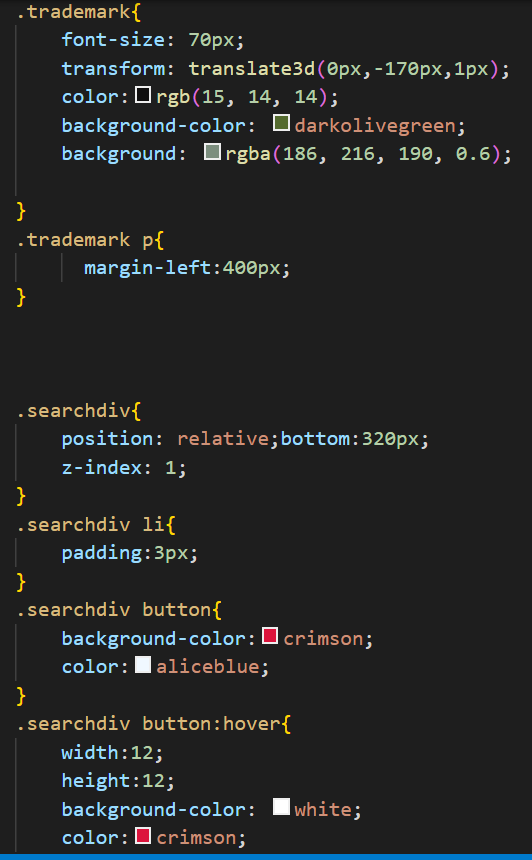 .trademark{
font-size: 70px;
transform: translate3d(0px,-170px,1px);
color:rgb(15, 14, 14);
background-color: darkolivegreen;
background: rgba(186, 216, 190, 0.6);
}
.trademark p{
margin-left:400px;
}
.searchdiv{
position: relative;bottom:320px;
z-index: 1;
}
.searchdiv li{
padding:3px;
}
.searchdiv button{
background-color:crimson;
color:aliceblue;
}
.searchdiv button:hover{
width:12;
height:12;
background-color: white;
color:crimson;